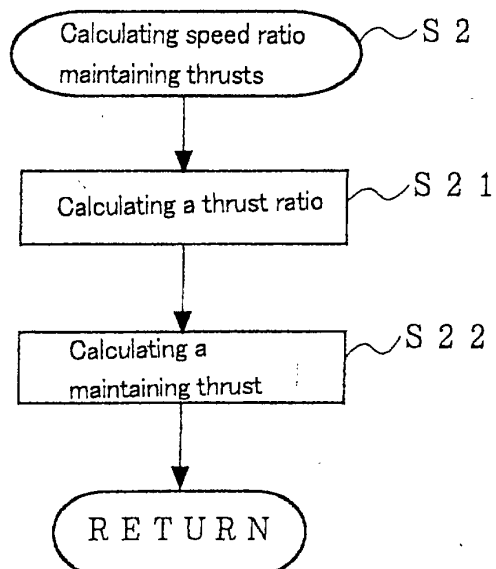 Calculating speed ratio
maintaining thrusts
S 2
Calculating a thrust ratio
S 2 1
Calculating a
maintaining thrust
S 2 2
R E T U R N